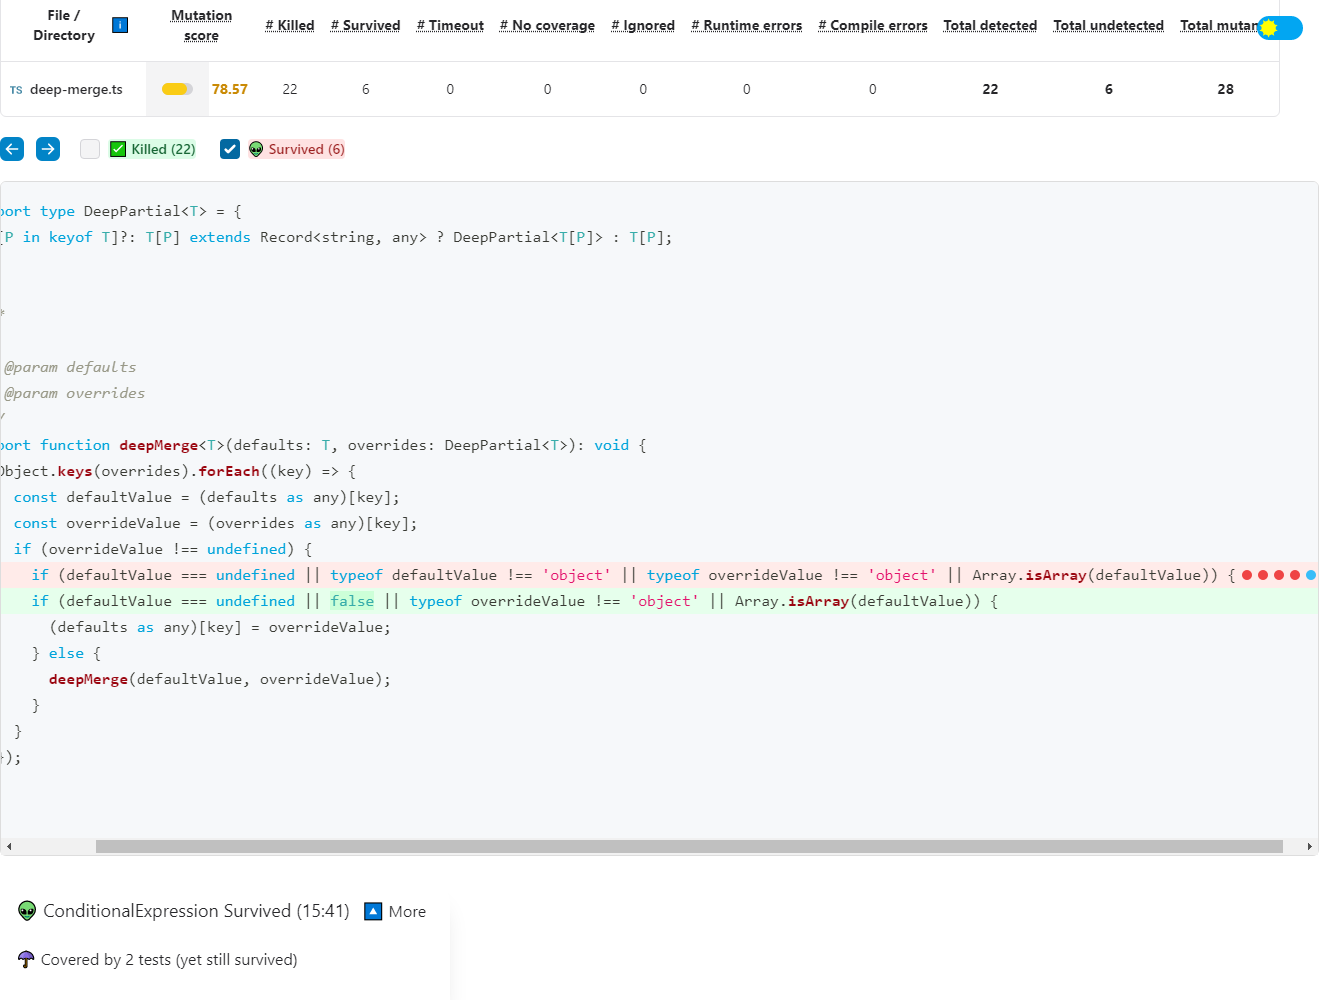 File / Directory
Mutation score
# Killed
# Survived
# Timeout
# No coverage
# Ignored
# Runtime errors
# Compile errors
Total detected
Total undetected
Total mutan
TS deep-merge.ts 78.57 22 6 0 0 0 0 0 22 6 28
Killed (22) Survived (6)
port type DeepPartial<T> = {
[P in keyof T]?: T[P] extends Record<string, any> ? DeepPartial<T[P]> : T[P];
*
@param defaults
@param overrides
/
port function deepMerge<T>(defaults: T, overrides: DeepPartial<T>): void {
Object.keys(overrides).forEach((key) => {
const defaultValue = (defaults as any)[key];
const overrideValue = (overrides as any)[key];
if (overrideValue !== undefined) {
if (defaultValue === undefined || typeof defaultValue !== 'object' || typeof overrideValue !== 'object' || Array.isArray(defaultValue)) {
if (defaultValue === undefined || false || typeof overrideValue !== 'object' || Array.isArray(defaultValue)) {
(defaults as any)[key] = overrideValue;
} else {
deepMerge(defaultValue, overrideValue);
}
}
});
ConditionalExpression Survived (15:41) More
Covered by 2 tests (yet still survived)